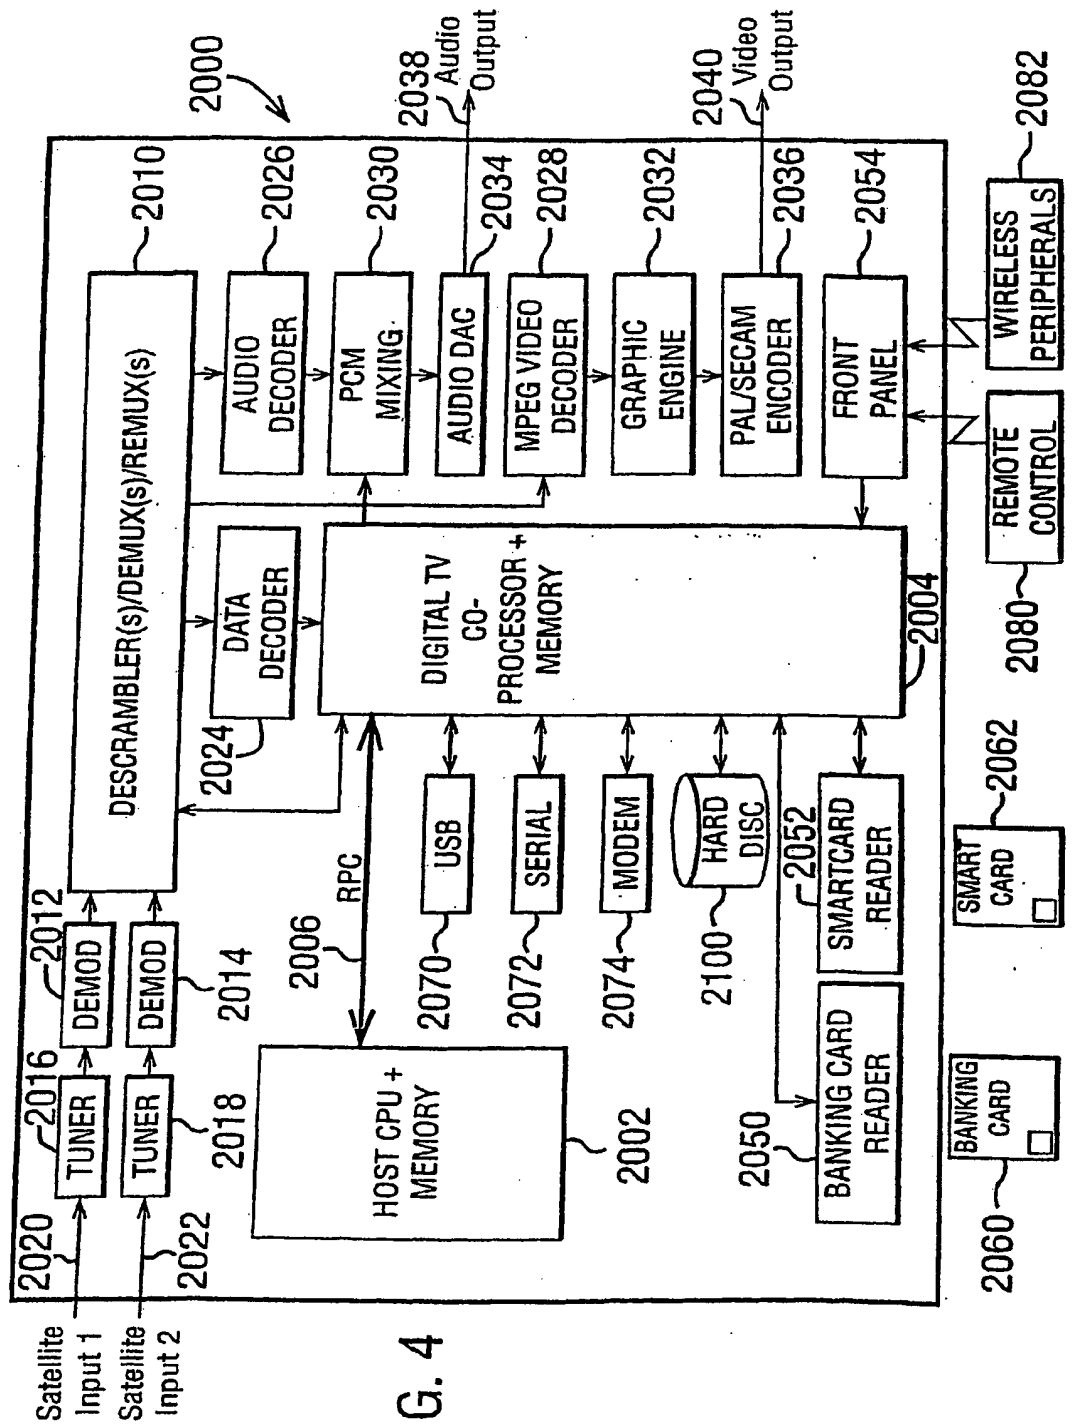 2000
Satellite
Input 1
2020
TUNER
2016
DEMOD
2012
Satellite
Input 2
2022
TUNER
2018
DEMOD
2014
DESCRAMBLER(s)/DEMUX(s)/REMUX(s)
2010
DATA
DECODER
2024
AUDIO
DECODER
2026
PCM
MIXING
2030
AUDIO DAC
2034
2038
Audio
Output
MPEG VIDEO
DECODER
2028
GRAPHIC
ENGINE
2032
PAL/SECAM
ENCODER
2036
2040
Video
Output
FRONT
PANEL
2054
HOST CPU +
MEMORY
2002
2006
RPC
DIGITAL TV
CO-
PROCESSOR +
MEMORY
2004
USB
2070
SERIAL
2072
MODEM
2074
HARD
DISC
2100
SMARTCARD
READER
2052
BANKING CARD
READER
2050
BANKING
CARD
2060
SMART
CARD
2062
REMOTE
CONTROL
2080
WIRELESS
PERIPHERALS
2082
G. 4